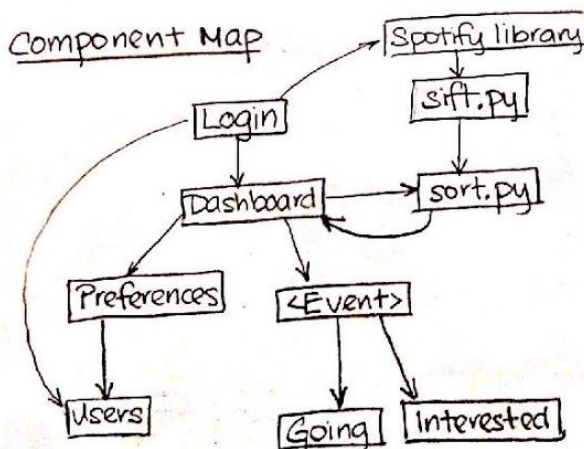 Component Map
Spotify library
sift.py
Login
Dashboard
sort.py
Preferences
<Event>
Users
Going
Interested